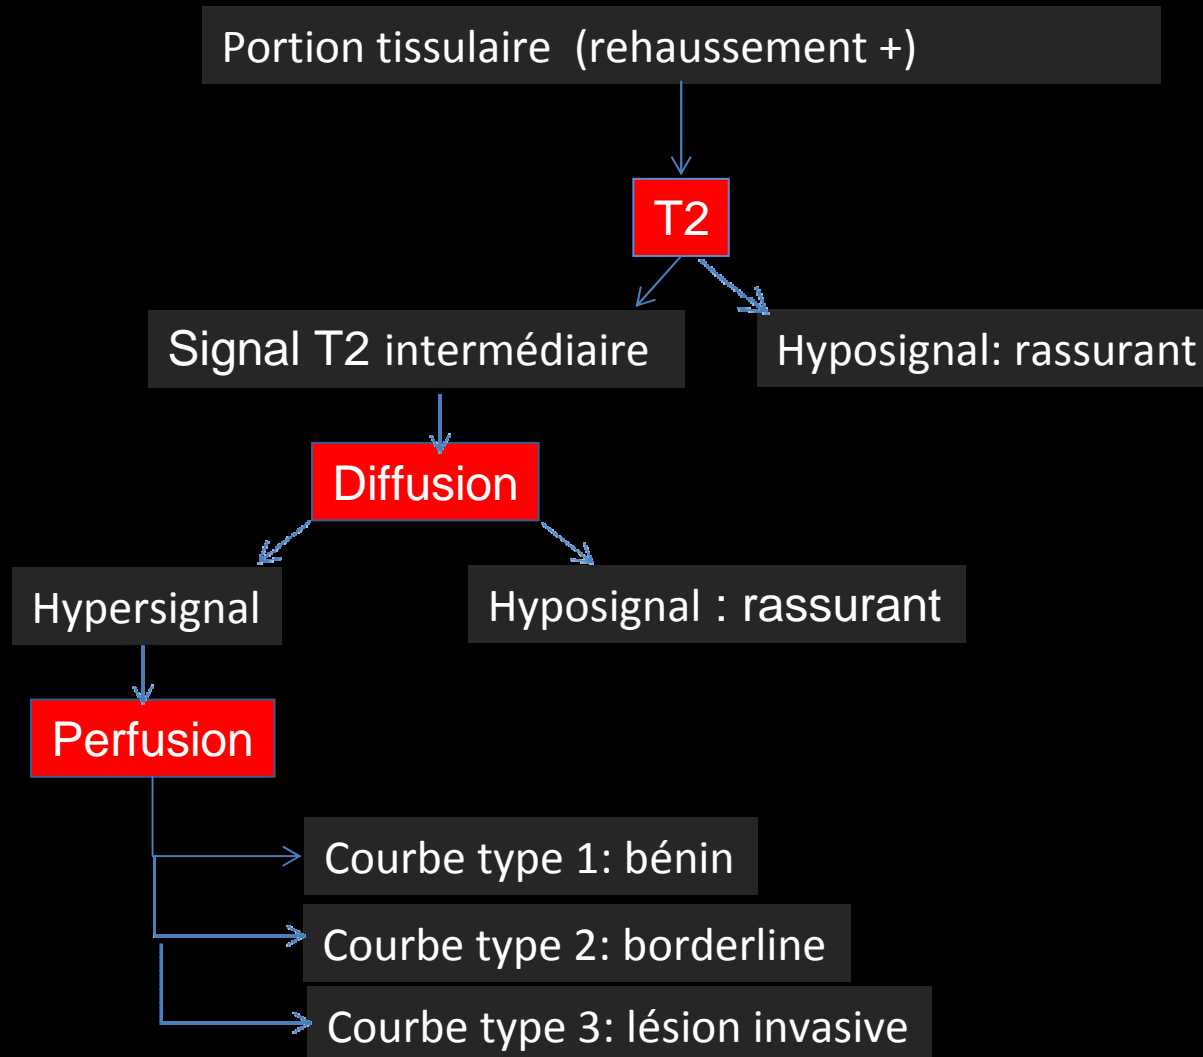 Portion tissulaire (rehaussement +)
T2
Signal T2 intermédiaire
Hyposignal: rassurant
Diffusion
Hypersignal
Hyposignal : rassurant
Perfusion
Courbe type 1: bénin
Courbe type 2: borderline
Courbe type 3: lésion invasive